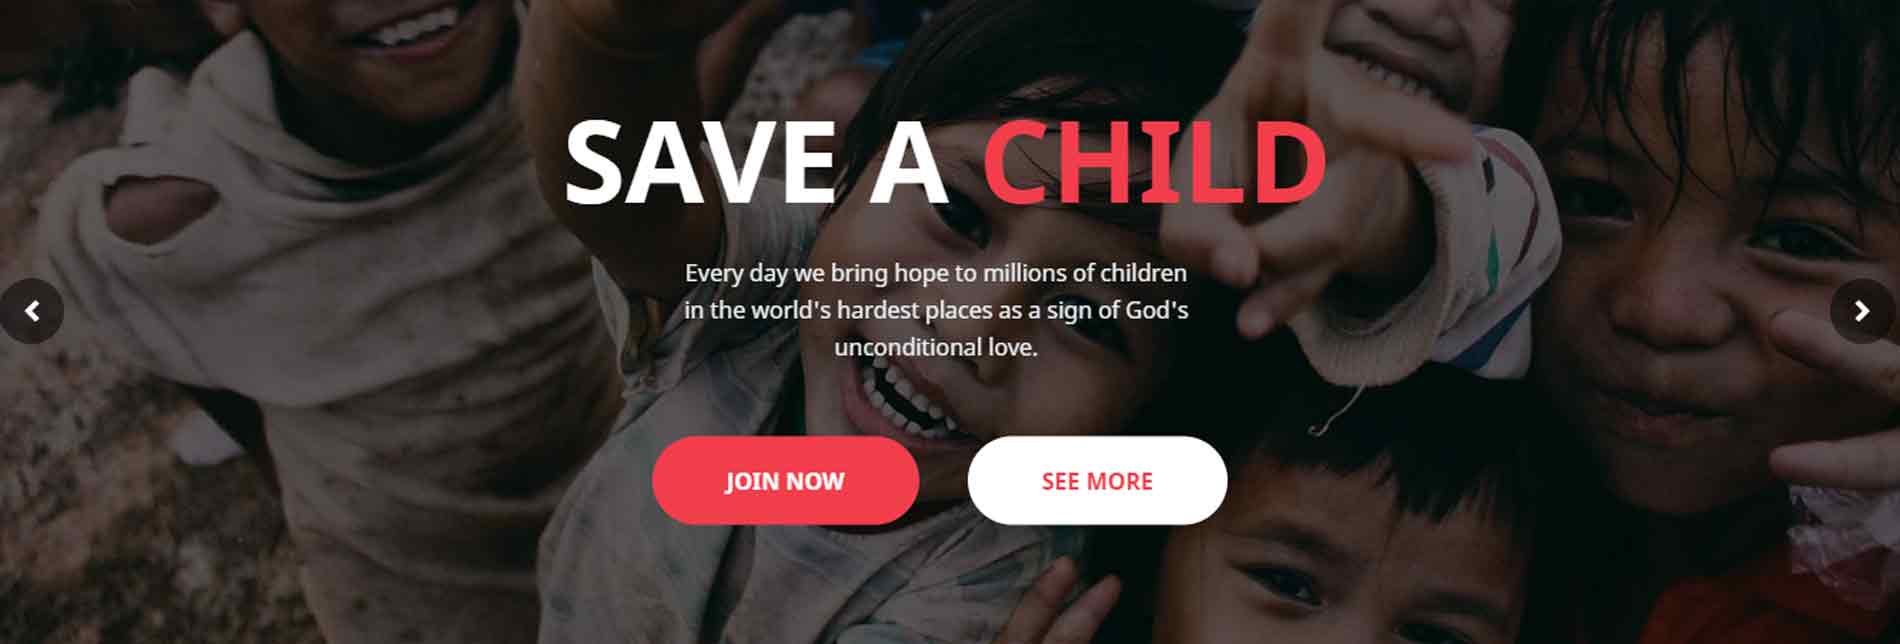 SAVE A CHILD
Every day we bring hope to millions of children
in the world's hardest places as a sign of God's
unconditional love.
JOIN NOW
SEE MORE